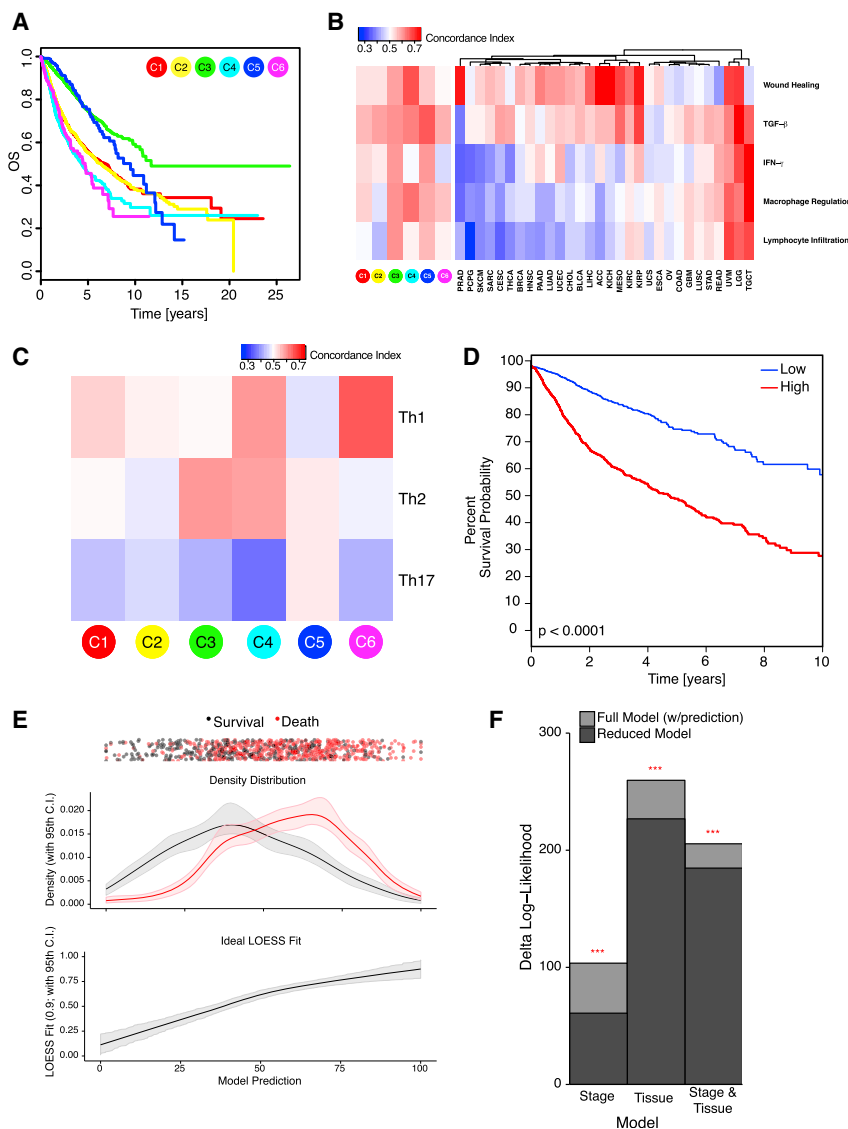 A
C1 C2 C3 C4 C5 C6
OS
1.0
0.8
0.6
0.4
0.2
0.0
0 5 10 15 20 25
Time [years]
B
Concordance Index
0.3 0.5 0.7
Wound Healing
TGF-β
IFN-γ
Macrophage Regulation
Lymphocyte Infiltration
C1 C2 C3 C4 C5 C6
PRAD PCPG SKCM SARC CESC THCA BRCA HNSC PAAD LUAD UCEC CHOL BLCA LIHC ACC KICH MESO KIRC KIRP UCS ESCA OV COAD GBM LUSC STAD READ UVM LGG TGCT
C
Concordance Index
0.3 0.5 0.7
Th1
Th2
Th17
C1 C2 C3 C4 C5 C6
D
Low
High
Percent
Survival Probability
100
90
80
70
60
50
40
30
20
10
0
p < 0.0001
0 2 4 6 8 10
Time [years]
E
Survival Death
Density Distribution
Density (with 95th C.I.)
0.020
0.015
0.010
0.005
0.000
Ideal LOESS Fit
LOESS Fit (0.9; with 95th C.I.)
1.00
0.75
0.50
0.25
0.00
0 25 50 75 100
Model Prediction
F
Full Model (w/prediction)
Reduced Model
Delta Log-Likelihood
300
200
100
0
***
***
***
Stage Tissue Stage &
Tissue
Model